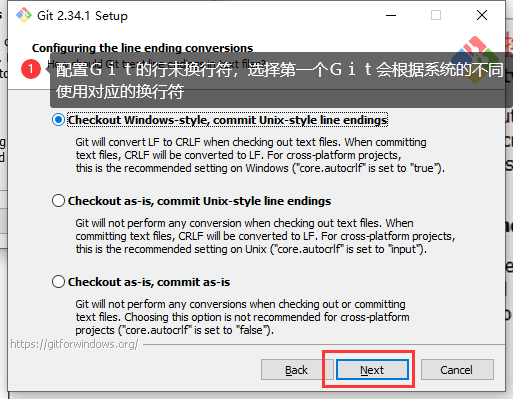 Git 2.34.1 Setup
Configuring the line ending conversions
1 配置Ｇｉｔ的行末换行符，选择第一个Ｇｉｔ会根据系统的不同
使用对应的换行符
Checkout Windows-style, commit Unix-style line endings
Git will convert LF to CRLF when checking out text files. When committing
text files, CRLF will be converted to LF. For cross-platform projects,
this is the recommended setting on Windows ("core.autocrlf" is set to "true").
Checkout as-is, commit Unix-style line endings
Git will not perform any conversion when checking out text files. When
committing text files, CRLF will be converted to LF. For cross-platform projects,
this is the recommended setting on Unix ("core.autocrlf" is set to "input").
Checkout as-is, commit as-is
Git will not perform any conversions when checking out or committing
text files. Choosing this option is not recommended for cross-platform
projects ("core.autocrlf" is set to "false").
https://gitforwindows.org/
Back Next Cancel